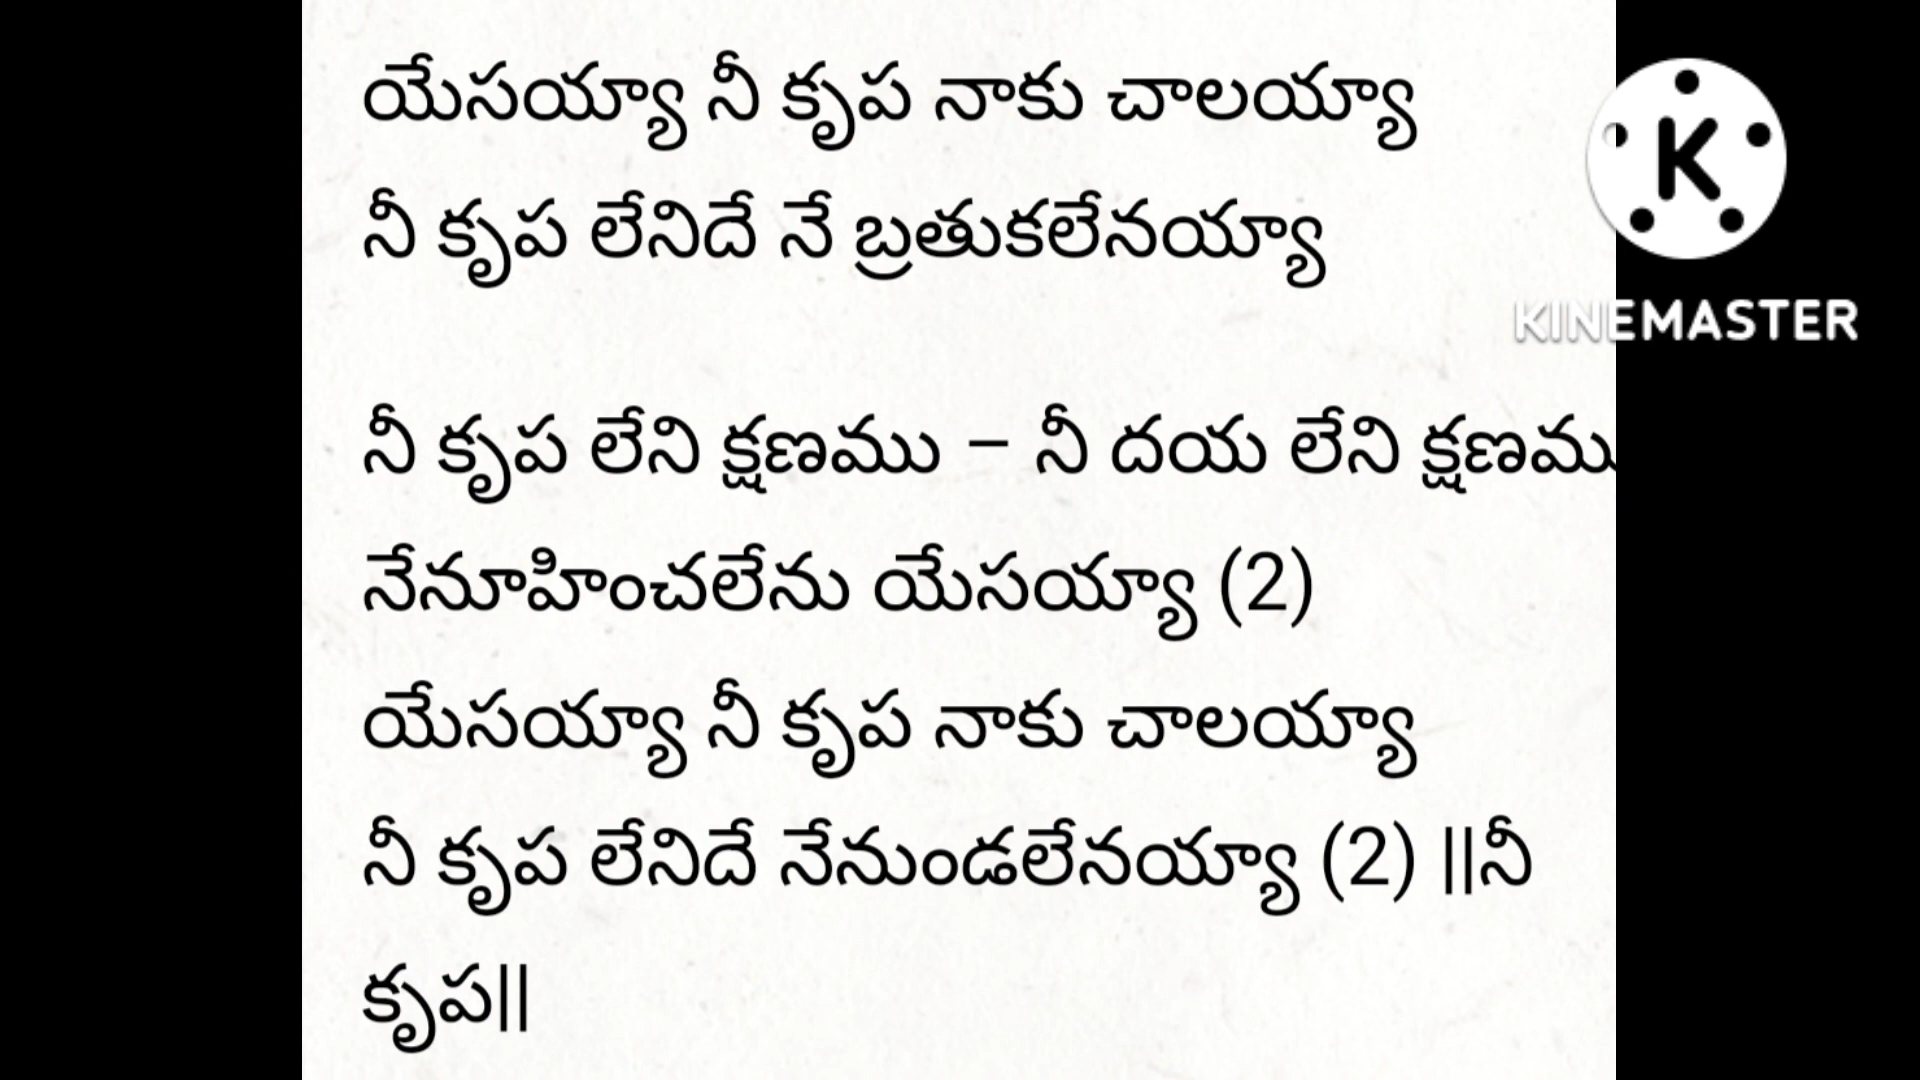 యేసయ్యా నీ కృప నాకు చాలయ్యా
నీ కృప లేనిదే నే బ్రతుకలేనయ్యా
నీ కృప లేని క్షణము – నీ దయ లేని క్షణము
నేనూహించలేను యేసయ్యా (2)
యేసయ్యా నీ కృప నాకు చాలయ్యా
నీ కృప లేనిదే నేనుండలేనయ్యా (2) ||నీ
కృప||
K
KINEMASTER